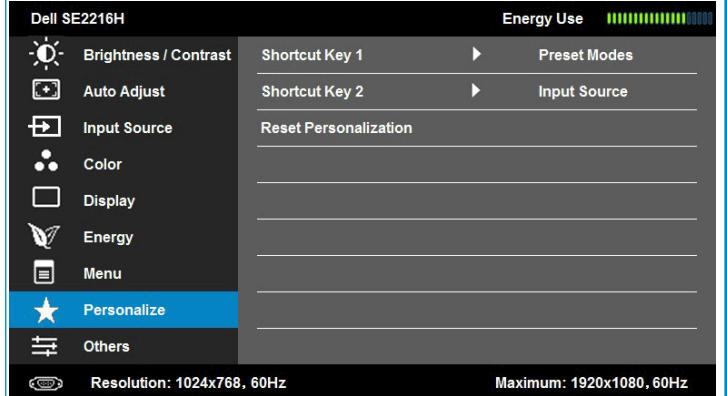 Dell SE2216H Energy Use
Brightness / Contrast Shortcut Key 1 Preset Modes
Auto Adjust Shortcut Key 2 Input Source
Input Source Reset Personalization
Color
Display
Energy
Menu
Personalize
Others
Resolution: 1024x768, 60Hz Maximum: 1920x1080, 60Hz